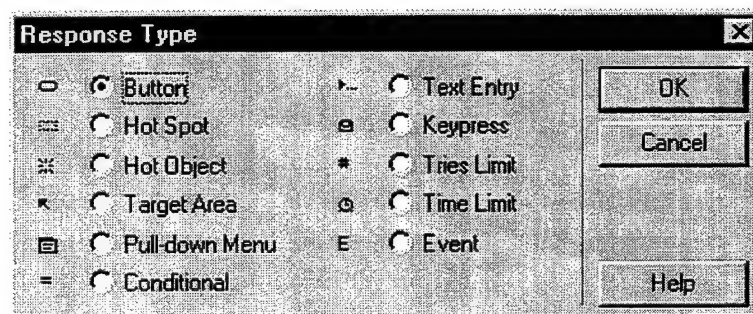 Response Type
Button
Hot Spot
Hot Object
Target Area
Pull-down Menu
= Conditional
Text Entry
Keypress
# Tries Limit
Time Limit
E Event
OK
Cancel
Help